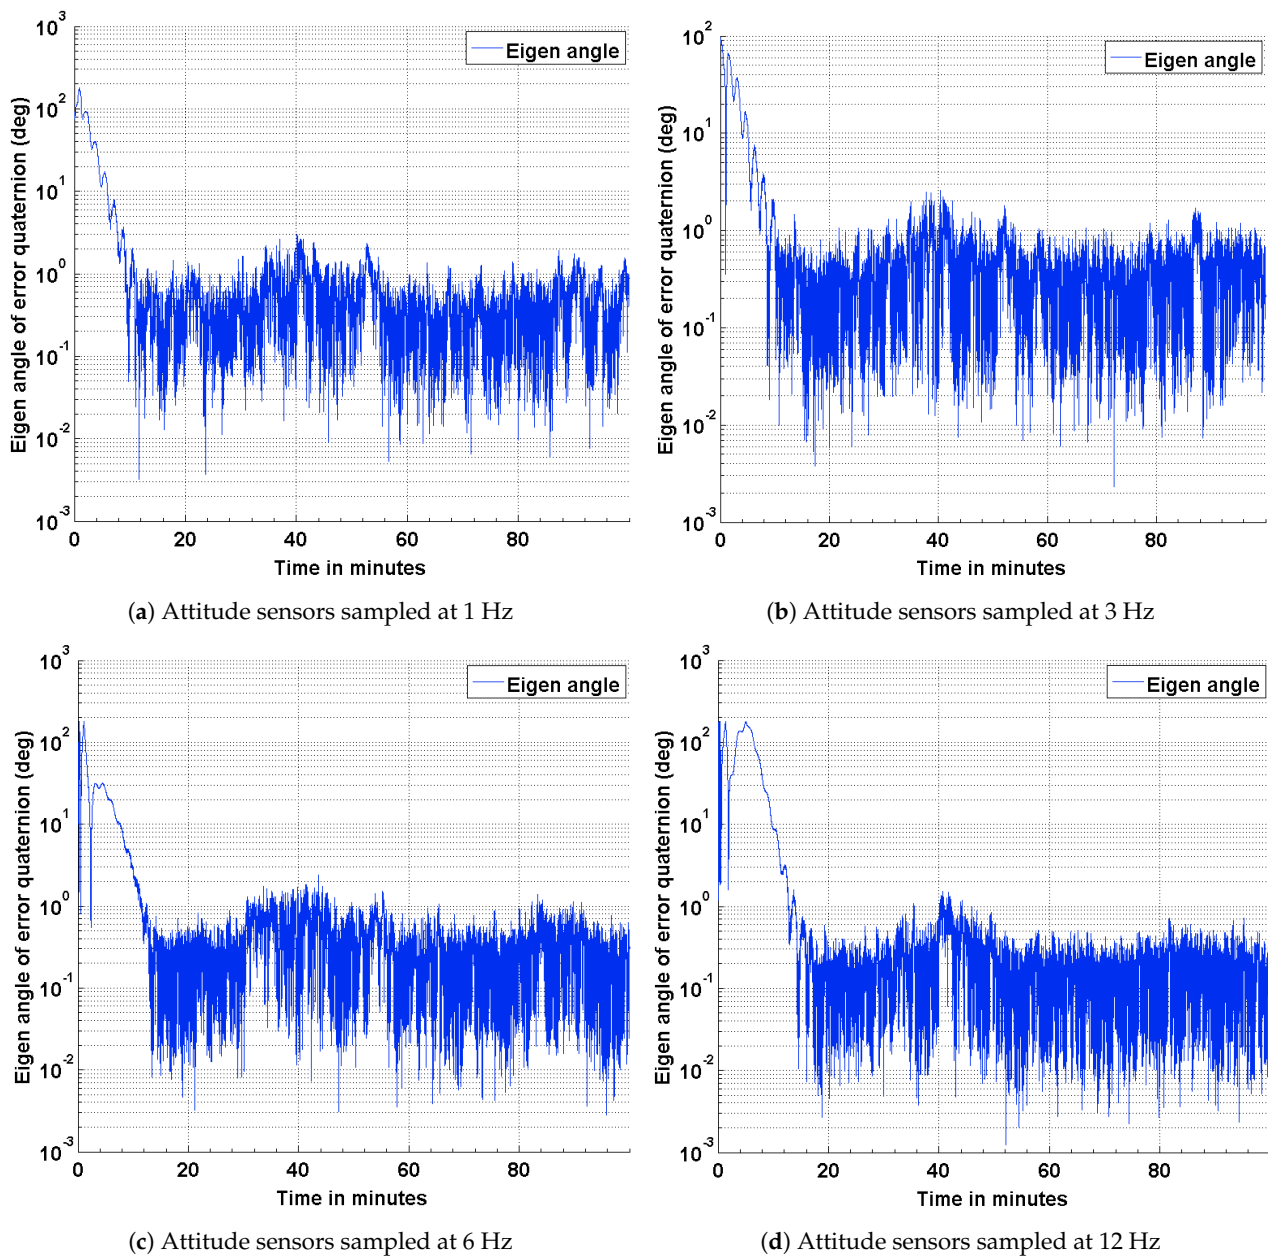 10^3
Eigen angle
10^2
10^1
10^0
10^-1
10^-2
10^-3
Eigen angle of error quaternion (deg)
0 20 40 60 80
Time in minutes
(a) Attitude sensors sampled at 1 Hz
10^2
Eigen angle
10^1
10^0
10^-1
10^-2
10^-3
Eigen angle of error quaternion (deg)
0 20 40 60 80
Time in minutes
(b) Attitude sensors sampled at 3 Hz
10^3
Eigen angle
10^2
10^1
10^0
10^-1
10^-2
10^-3
Eigen angle of error quaternion (deg)
0 20 40 60 80
Time in minutes
(c) Attitude sensors sampled at 6 Hz
10^3
Eigen angle
10^2
10^1
10^0
10^-1
10^-2
10^-3
Eigen angle of error quaternion (deg)
0 20 40 60 80
Time in minutes
(d) Attitude sensors sampled at 12 Hz